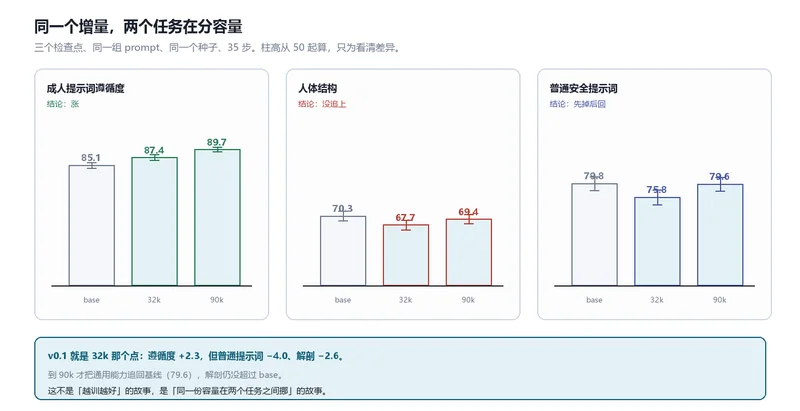 同一个增量，两个任务在分容量
三个检查点、同一组 prompt、同一个种子、35 步。柱高从 50 起算，只为看清差异。
成人提示词遵循度
结论：涨
85.1
87.4
89.7
base
32k
90k
人体结构
结论：没追上
70.3
67.7
69.4
base
32k
90k
普通安全提示词
结论：先掉后回
79.8
75.8
79.6
base
32k
90k
v0.1 就是 32k 那个点：遵循度 +2.3，但普通提示词 −4.0、解剖 −2.6。
到 90k 才把通用能力追回基线（79.6），解剖仍没超过 base。
这不是「越训越好」的故事，是「同一份容量在两个任务之间挪」的故事。